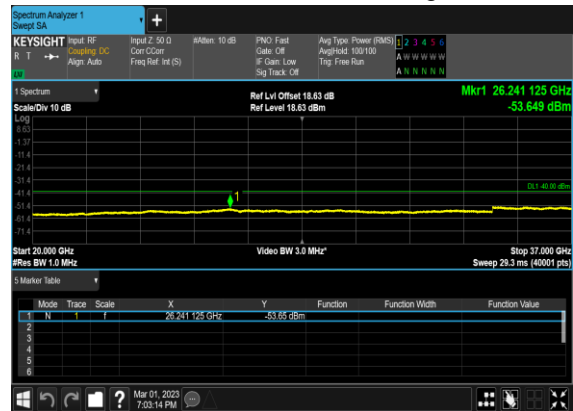 Spectrum Analyzer 1
Swept SA
+
KEYSIGHT Input: RF Input Z: 50 Ω #Atten: 10 dB PNO: Fast Avg Type: Power (RMS) 1 2 3 4 5 6
R T Coupling: DC Corr CCorr Gate: Off Avg|Hold: 100/100 A W W W W W
Align: Auto Freq Ref: Int (S) IF Gain: Low Trig: Free Run
LXI Sig Track: Off A N N N N N
1 Spectrum Ref Lvl Offset 18.63 dB Mkr1 26.241 125 GHz
Scale/Div 10 dB Ref Level 18.63 dBm -53.649 dBm
Log
8.63
-1.37
-11.4
-21.4
-31.4
DL1 -40.00 dBm
-41.4
1
-51.4
-61.4
-71.4
Start 20.000 GHz Video BW 3.0 MHz* Stop 37.000 GHz
#Res BW 1.0 MHz Sweep 29.3 ms (40001 pts)
5 Marker Table
Mode Trace Scale X Y Function Function Width Function Value
1 N 1 f 26.241 125 GHz -53.65 dBm
2
3
4
5
6
? Mar 01, 2023
7:03:14 PM